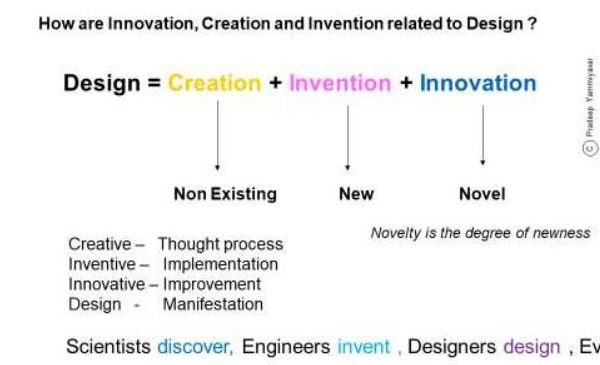 How are Innovation, Creation and Invention related to Design ?
Design = Creation + Invention + Innovation
Non Existing New Novel
Novelty is the degree of newness
Creative – Thought process
Inventive – Implementation
Innovative – Improvement
Design - Manifestation
Scientists discover, Engineers invent , Designers design , Ev
© Pradeep Yammiyavar